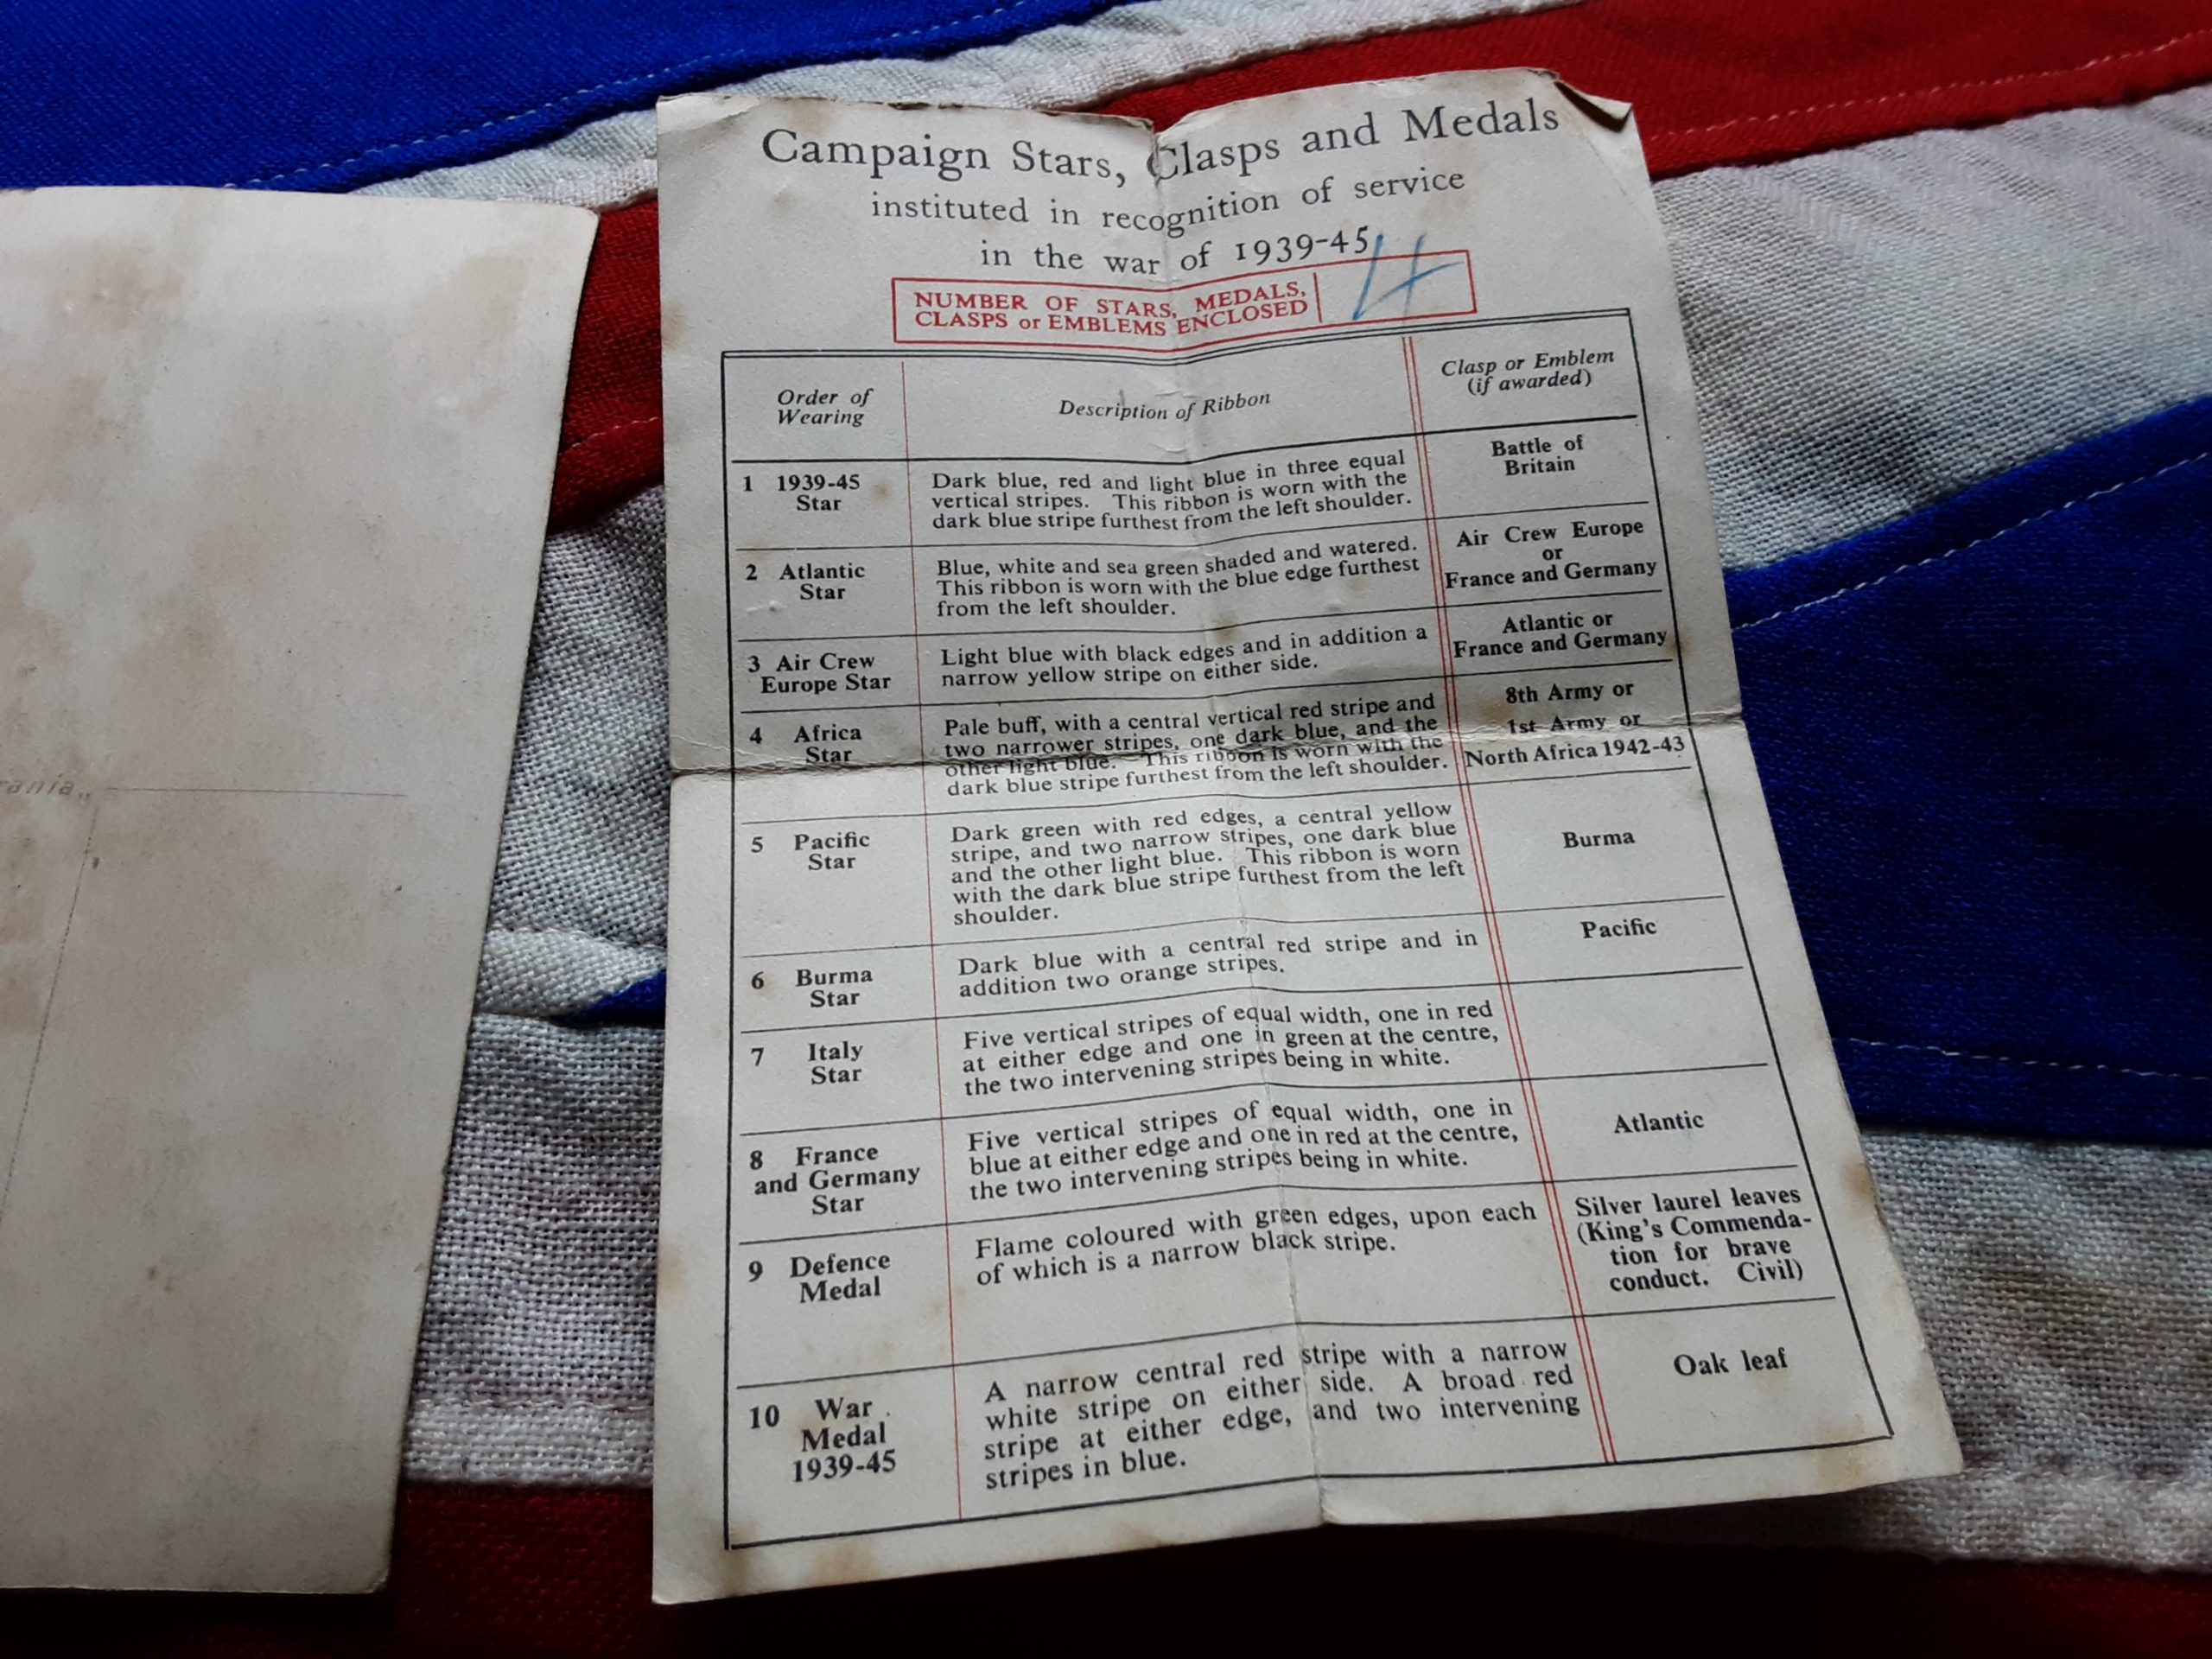 Campaign Stars, Clasps and Medals
instituted in recognition of service
in the war of 1939-45
NUMBER OF STARS, MEDALS,
CLASPS or EMBLEMS ENCLOSED
4
Order of
Wearing
Description of Ribbon
Clasp or Emblem
(if awarded)
1 1939-45
Star
Dark blue, red and light blue in three equal
vertical stripes. This ribbon is worn with the
dark blue stripe furthest from the left shoulder.
Battle of
Britain
2 Atlantic
Star
Blue, white and sea green shaded and watered.
This ribbon is worn with the blue edge furthest
from the left shoulder.
Air Crew Europe
or
France and Germany
3 Air Crew
Europe Star
Light blue with black edges and in addition a
narrow yellow stripe on either side.
Atlantic or
France and Germany
4 Africa
Star
Pale buff, with a central vertical red stripe and
two narrower stripes, one dark blue, and the
other light blue. This ribbon is worn with the
dark blue stripe furthest from the left shoulder.
8th Army or
1st Army or
North Africa 1942-43
5 Pacific
Star
Dark green with red edges, a central yellow
stripe, and two narrow stripes, one dark blue
and the other light blue. This ribbon is worn
with the dark blue stripe furthest from the left
shoulder.
Burma
6 Burma
Star
Dark blue with a central red stripe and in
addition two orange stripes.
Pacific
7 Italy
Star
Five vertical stripes of equal width, one in red
at either edge and one in green at the centre,
the two intervening stripes being in white.
8 France
and Germany
Star
Five vertical stripes of equal width, one in
blue at either edge and one in red at the centre,
the two intervening stripes being in white.
Atlantic
9 Defence
Medal
Flame coloured with green edges, upon each
of which is a narrow black stripe.
Silver laurel leaves
(King's Commenda-
tion for brave
conduct. Civil)
10 War
Medal
1939-45
A narrow central red stripe with a narrow
white stripe on either side. A broad red
stripe at either edge, and two intervening
stripes in blue.
Oak leaf